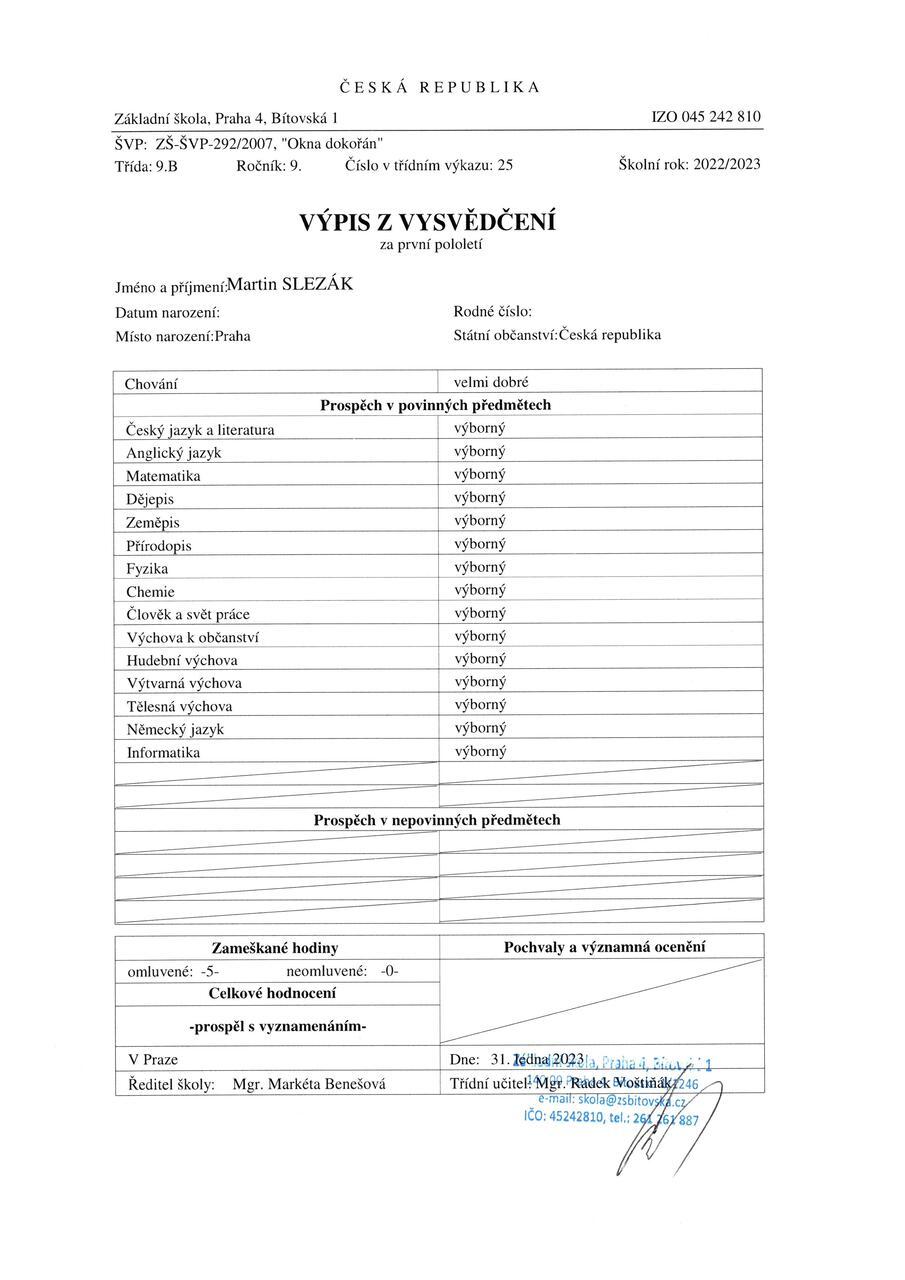 ČESKÁ REPUBLIKA
Základní škola, Praha 4, Bítovská 1 IZO 045 242 810
ŠVP: ZŠ-ŠVP-292/2007, "Okna dokořán"
Třída: 9.B Ročník: 9. Číslo v třídním výkazu: 25 Školní rok: 2022/2023
VÝPIS Z VYSVĚDČENÍ
za první pololetí
Jméno a příjmení:Martin SLEZÁK
Datum narození: Rodné číslo:
Místo narození:Praha Státní občanství:Česká republika
Chování velmi dobré
Prospěch v povinných předmětech
Český jazyk a literatura výborný
Anglický jazyk výborný
Matematika výborný
Dějepis výborný
Zeměpis výborný
Přírodopis výborný
Fyzika výborný
Chemie výborný
Člověk a svět práce výborný
Výchova k občanství výborný
Hudební výchova výborný
Výtvarná výchova výborný
Tělesná výchova výborný
Německý jazyk výborný
Informatika výborný
Prospěch v nepovinných předmětech
Zameškané hodiny Pochvaly a významná ocenění
omluvené: -5- neomluvené: -0-
Celkové hodnocení
-prospěl s vyznamenáním-
V Praze Dne: 31. ledna 2023
škola, Praha 4, 1
Ředitel školy: Mgr. Markéta Benešová Třídní učitel: Mgr. Radek Voštiňák
1246
e-mail: skola@zsbitovska.cz
IČO: 45242810, tel.: 261 261 887